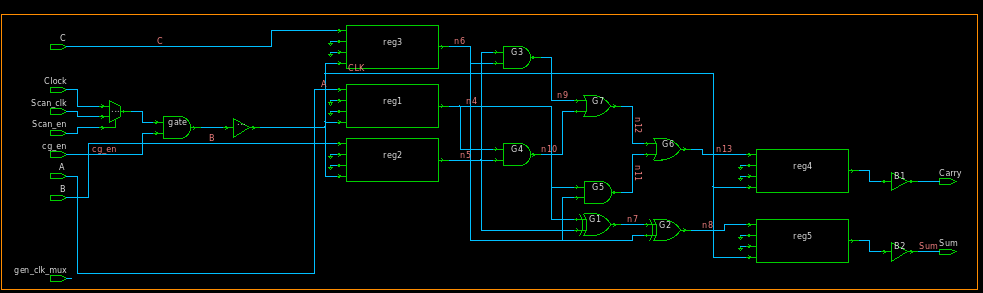 C
C
reg3
n6
G3
CLK
Clock
A
reg1
n4
n9
G7
Scan_clk
Scan_en
gate
n12
B
cg_en
cg_en
reg2
n5
G4
n10
G6
n13
A
n11
reg4
B1
Carry
B
G5
G1
n7
G2
n8
reg5
B2
Sum
Sum
gen_clk_mux